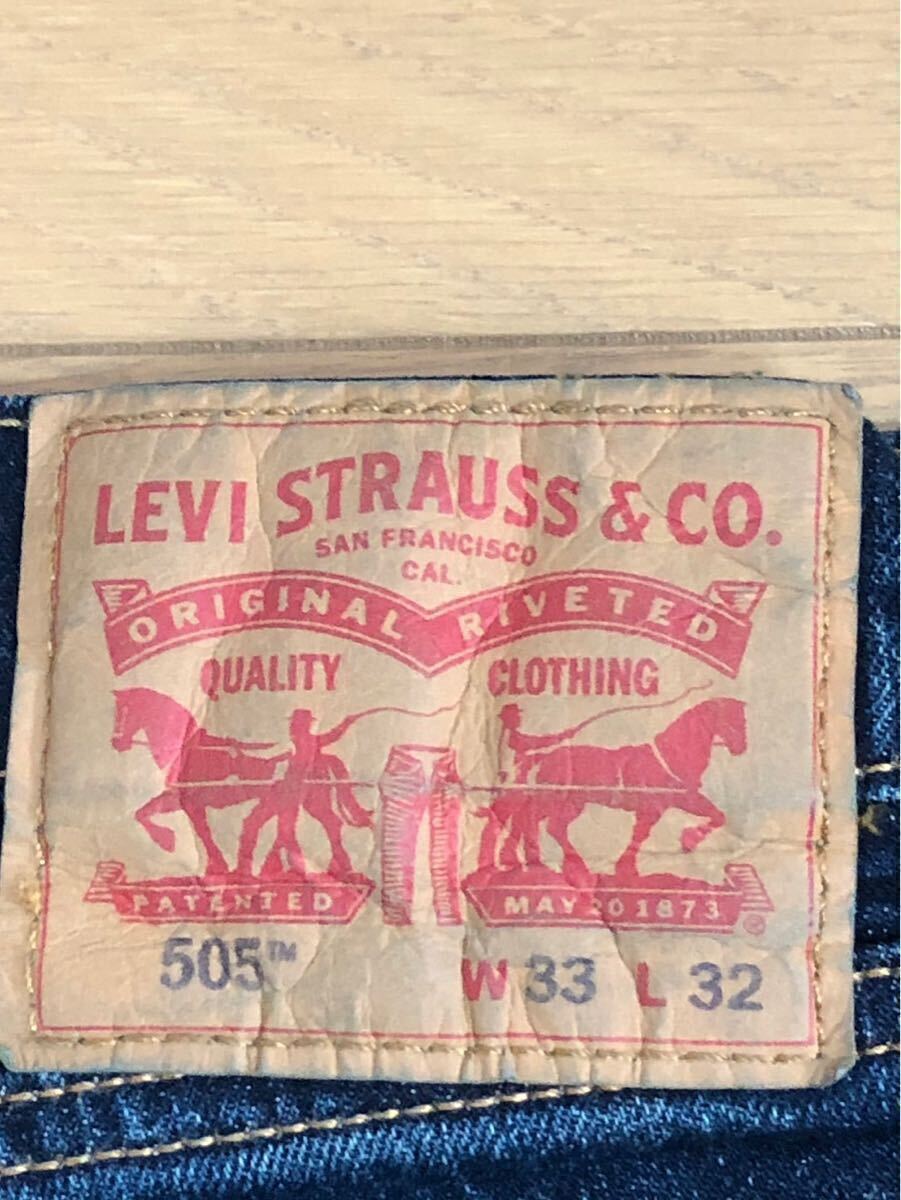 LEVI STRAUSS & CO.
SAN FRANCISCO
CAL.
ORIGINAL RIVETED
QUALITY CLOTHING
PATENTED MAY 20 1873 ®
505™ W 33 L 32